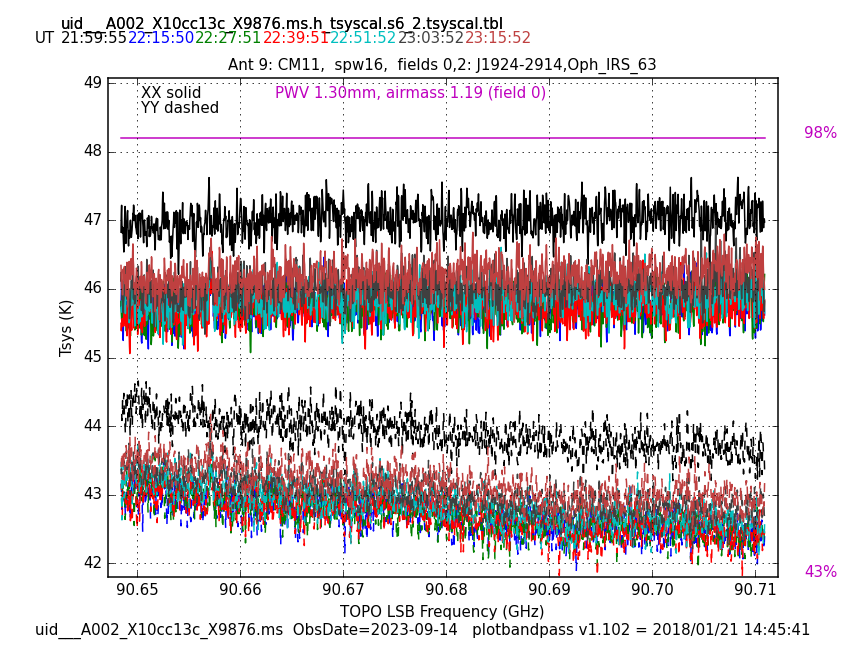 uid___A002_X10cc13c_X9876.ms.h_tsyscal.s6_2.tsyscal.tbl
UT 21:59:55 22:15:50 22:27:51 22:39:51 22:51:52 23:03:52 23:15:52
Ant 9: CM11, spw16, fields 0,2: J1924-2914,Oph_IRS_63
XX solid
PWV 1.30mm, airmass 1.19 (field 0)
YY dashed
98%
43%
49
48
47
46
45
44
43
42
Tsys (K)
90.65 90.66 90.67 90.68 90.69 90.70 90.71
TOPO LSB Frequency (GHz)
uid___A002_X10cc13c_X9876.ms ObsDate=2023-09-14 plotbandpass v1.102 = 2018/01/21 14:45:41